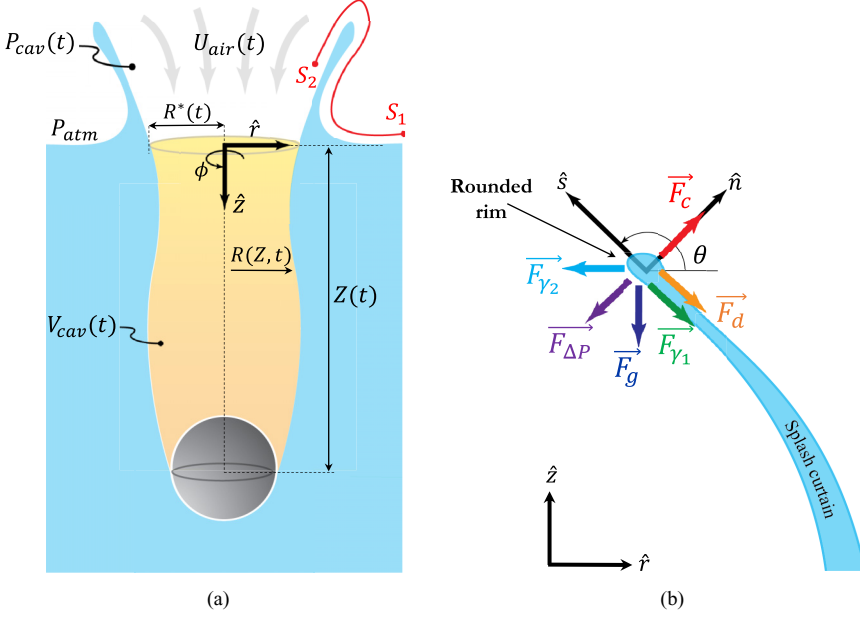 P_cav(t)
U_air(t)
S_2
S_1
R*(t)
r̂
P_atm
ϕ
ẑ
R(Z, t)
Z(t)
V_cav(t)
(a)
ŝ
F_c
n̂
Rounded
rim
θ
F_γ2
F_d
F_ΔP
F_g
F_γ1
Splash curtain
ẑ
r̂
(b)